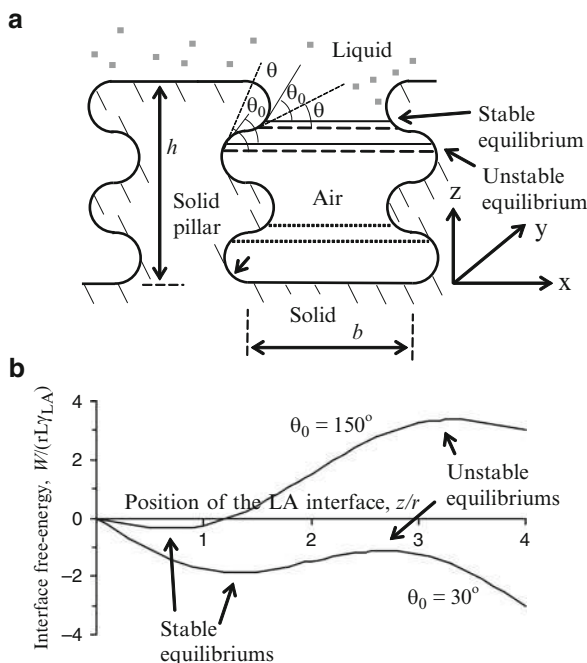 a
Liquid
θ
θ₀
θ
θ₀
Stable
equilibrium
h
Unstable
equilibrium
Air
z
Solid
pillar
y
x
Solid
b
b
Interface free-energy, W/(rLγLA)
4
2
0
−2
−4
θ₀ = 150°
Position of the LA interface, z/r
Unstable
equilibriums
1
2
3
4
θ₀ = 30°
Stable
equilibriums